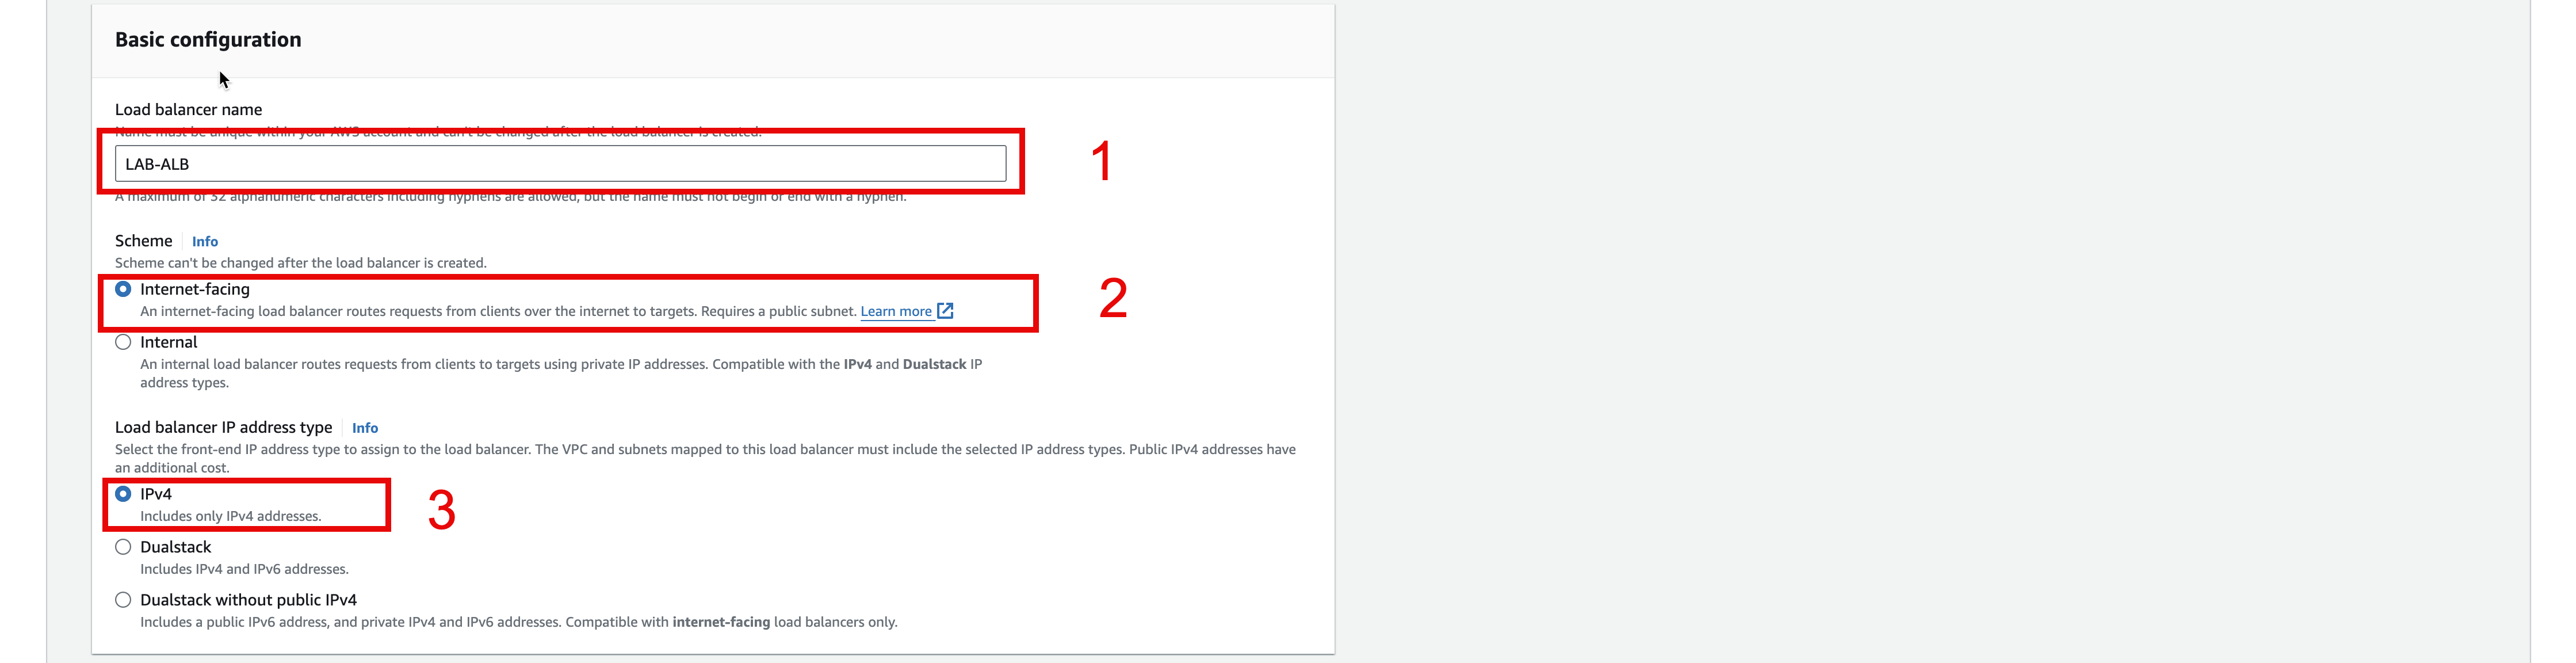 Basic configuration
Load balancer name
Name must be unique within your AWS account and can't be changed after the load balancer is created.
LAB-ALB
1
A maximum of 32 alphanumeric characters including hyphens are allowed, but the name must not begin or end with a hyphen.
Scheme Info
Scheme can't be changed after the load balancer is created.
Internet-facing
An internet-facing load balancer routes requests from clients over the internet to targets. Requires a public subnet. Learn more
2
Internal
An internal load balancer routes requests from clients to targets using private IP addresses. Compatible with the IPv4 and Dualstack IP
address types.
Load balancer IP address type Info
Select the front-end IP address type to assign to the load balancer. The VPC and subnets mapped to this load balancer must include the selected IP address types. Public IPv4 addresses have
an additional cost.
IPv4
Includes only IPv4 addresses.
3
Dualstack
Includes IPv4 and IPv6 addresses.
Dualstack without public IPv4
Includes a public IPv6 address, and private IPv4 and IPv6 addresses. Compatible with internet-facing load balancers only.